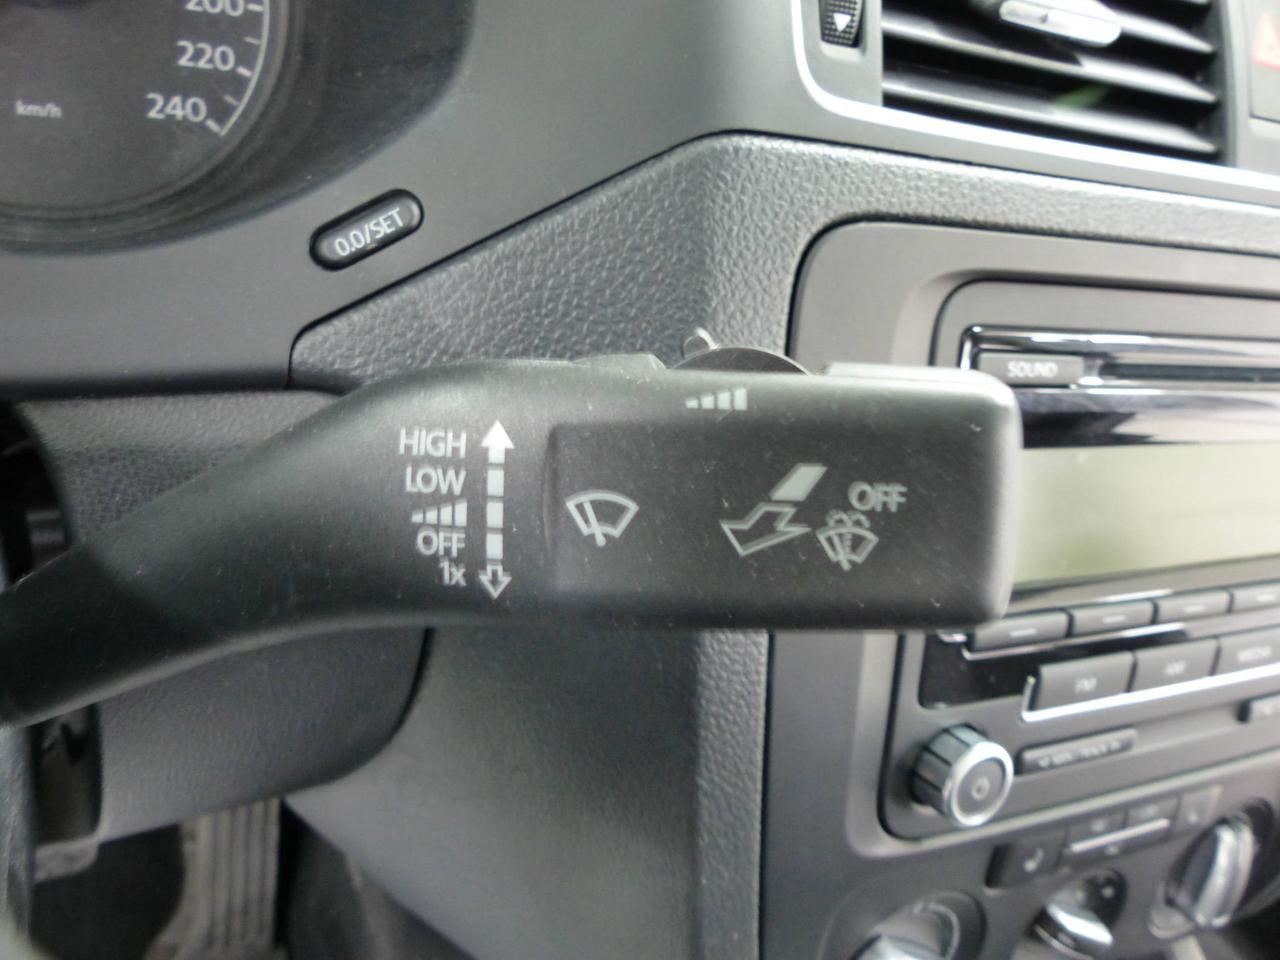 200
220
240
km/h
0.0/SET
SOUND
HIGH
LOW
OFF
1x
OFF